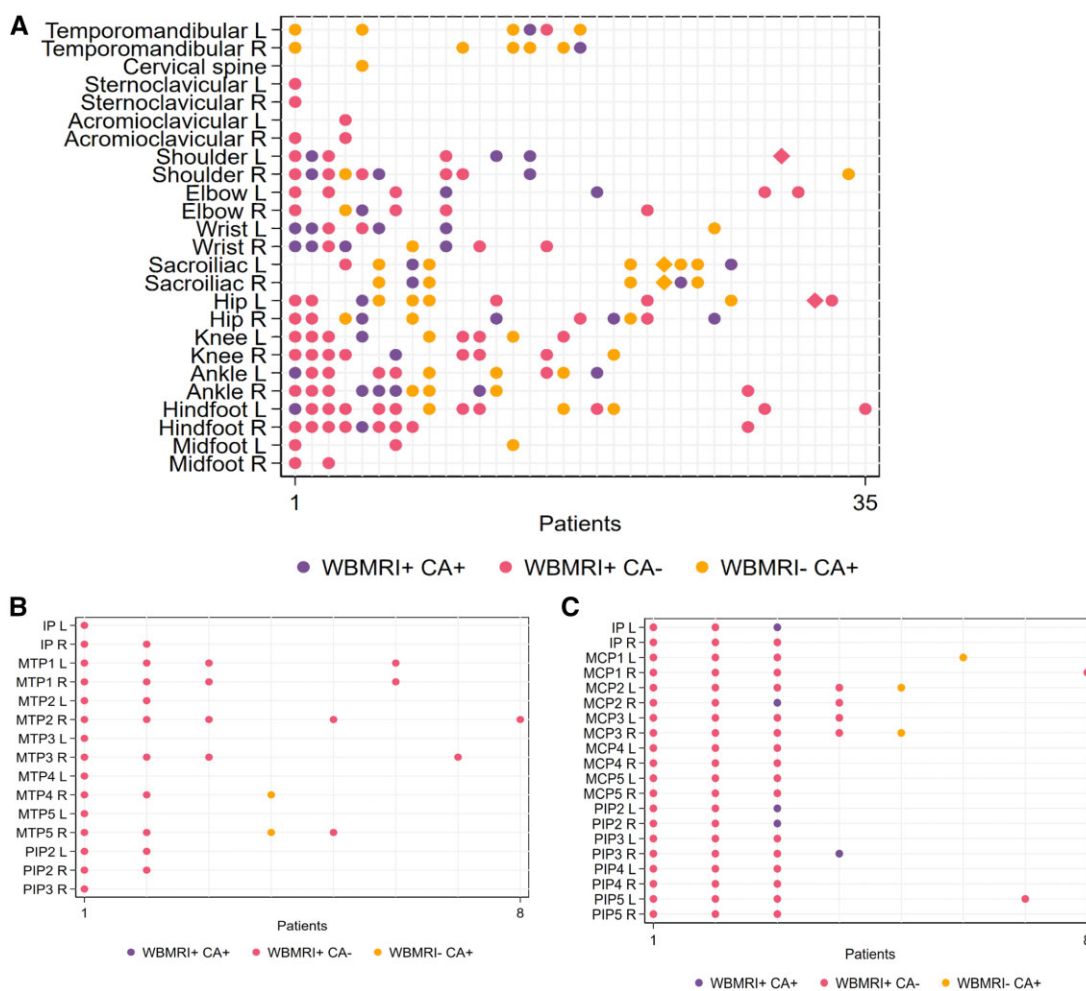 A
Temporomandibular L
Temporomandibular R
Cervical spine
Sternoclavicular L
Sternoclavicular R
Acromioclavicular L
Acromioclavicular R
Shoulder L
Shoulder R
Elbow L
Elbow R
Wrist L
Wrist R
Sacroiliac L
Sacroiliac R
Hip L
Hip R
Knee L
Knee R
Ankle L
Ankle R
Hindfoot L
Hindfoot R
Midfoot L
Midfoot R
1 35
Patients
WBMRI+ CA+ WBMRI+ CA- WBMRI- CA+
B
IP L
IP R
MTP1 L
MTP1 R
MTP2 L
MTP2 R
MTP3 L
MTP3 R
MTP4 L
MTP4 R
MTP5 L
MTP5 R
PIP2 L
PIP2 R
PIP3 R
1 8
Patients
WBMRI+ CA+ WBMRI+ CA- WBMRI- CA+
C
IP L
IP R
MCP1 L
MCP1 R
MCP2 L
MCP2 R
MCP3 L
MCP3 R
MCP4 L
MCP4 R
MCP5 L
MCP5 R
PIP2 L
PIP2 R
PIP3 L
PIP3 R
PIP4 L
PIP4 R
PIP5 L
PIP5 R
1 8
Patients
WBMRI+ CA+ WBMRI+ CA- WBMRI- CA+